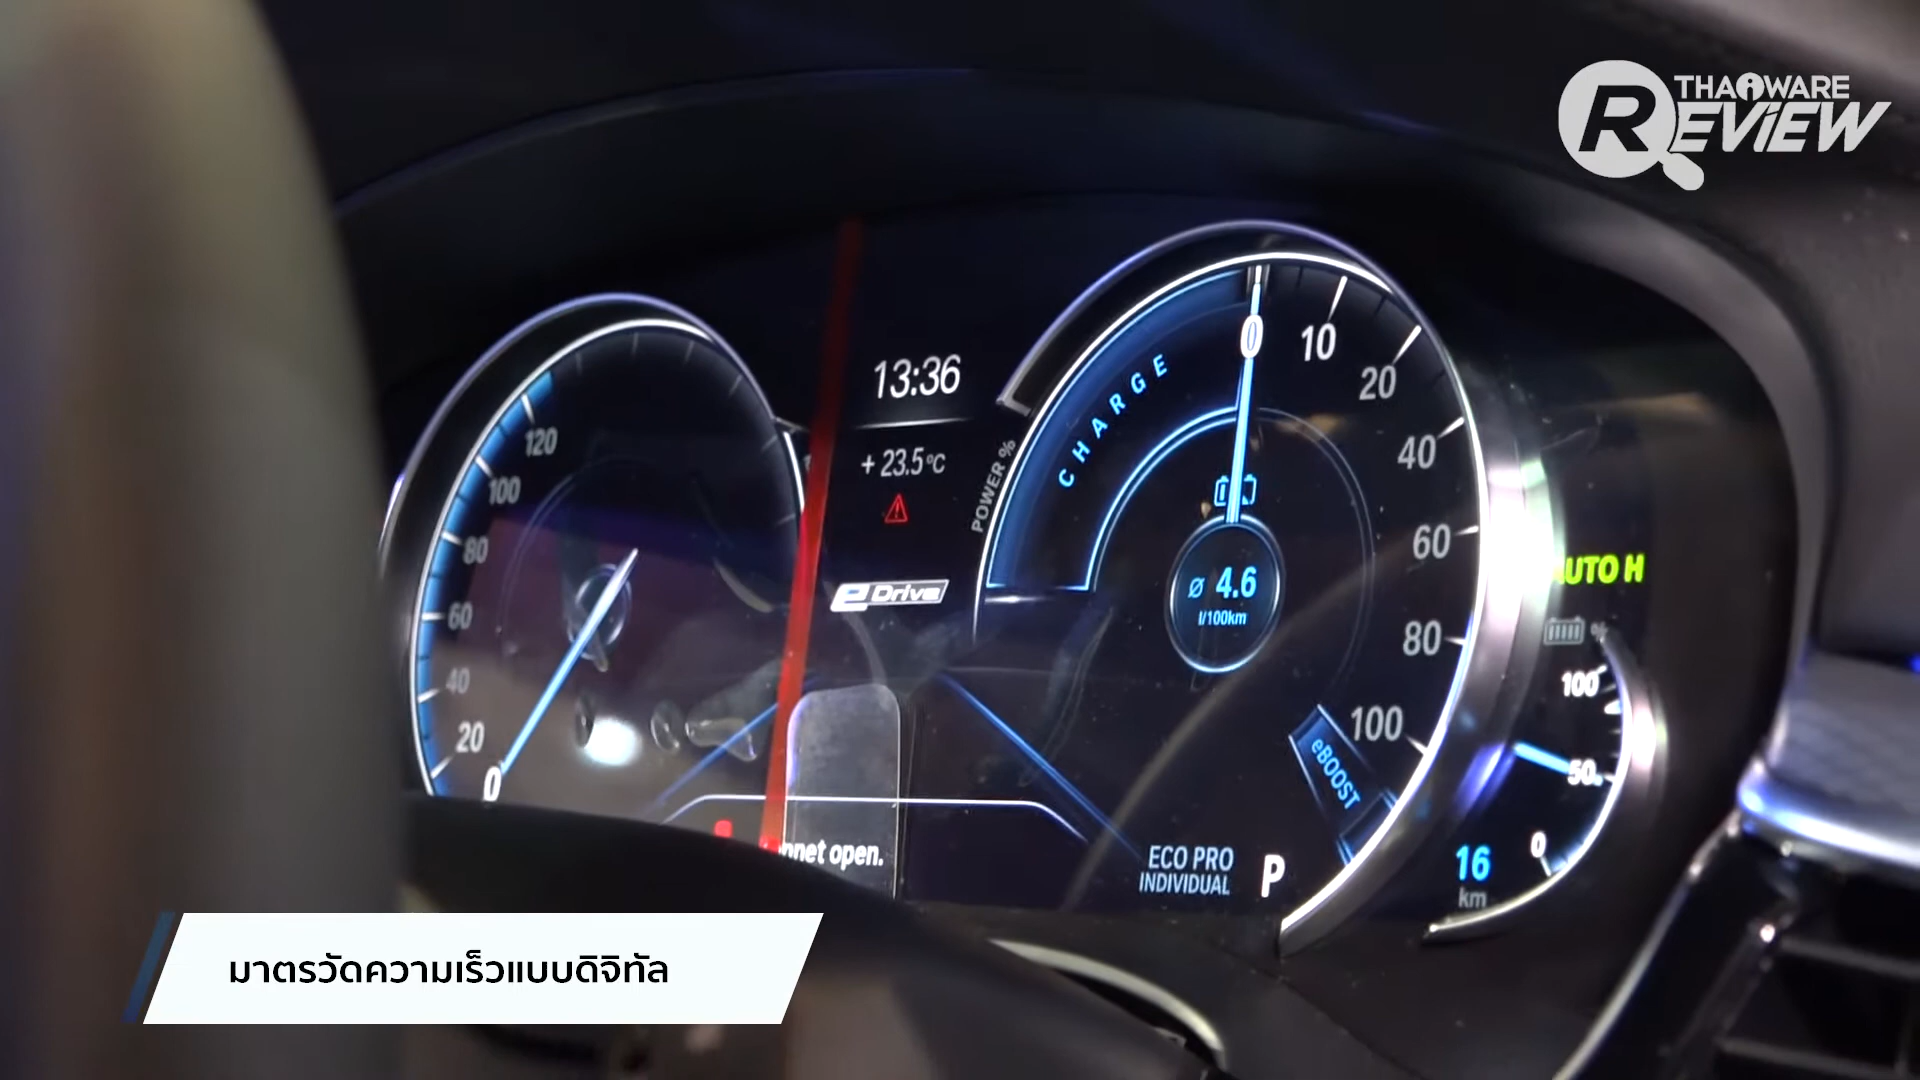 THAiWARE
REViEW
13:36
+ 23.5°C
POWER %
CHARGE
0
10
20
40
60
80
100
eBOOST
ø 4.6
l/100km
eDrive
120
100
80
60
40
20
0
AUTO H
%
100
50
0
16
km
open.
ECO PRO
INDIVIDUAL
P
มาตรวัดความเร็วแบบดิจิทัล